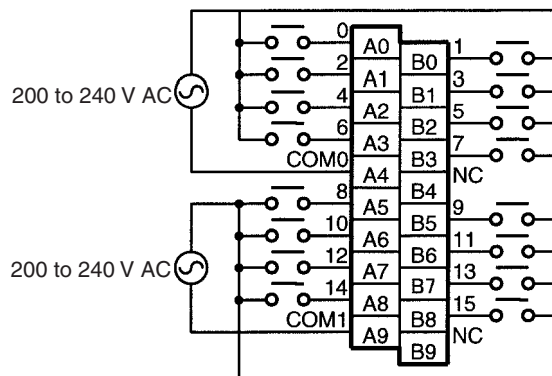 0 A0 B0 1
2 A1 B1 3
200 to 240 V AC
4 A2 B2 5
6 A3 B3 7
COM0 A4 B4 NC
8 A5 B5 9
10 A6 B6 11
200 to 240 V AC
12 A7 B7 13
14 A8 B8 15
COM1 A9 B9 NC